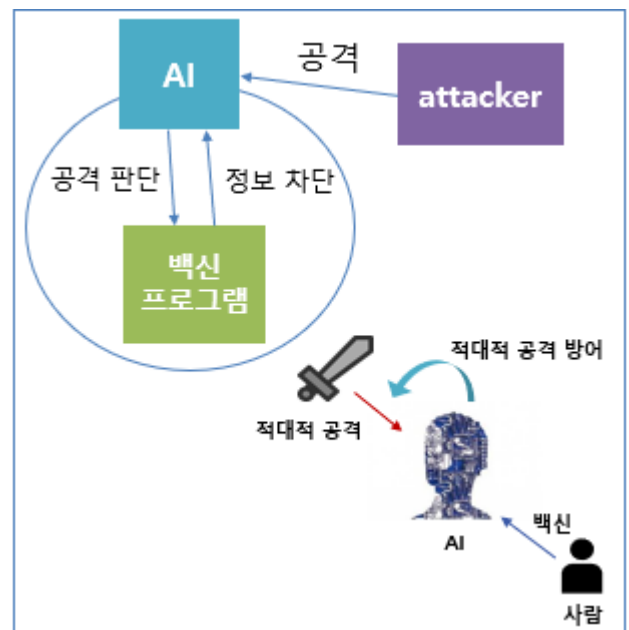 공격
AI
attacker
공격 판단
정보 차단
백신
프로그램
적대적 공격 방어
적대적 공격
백신
AI
사람